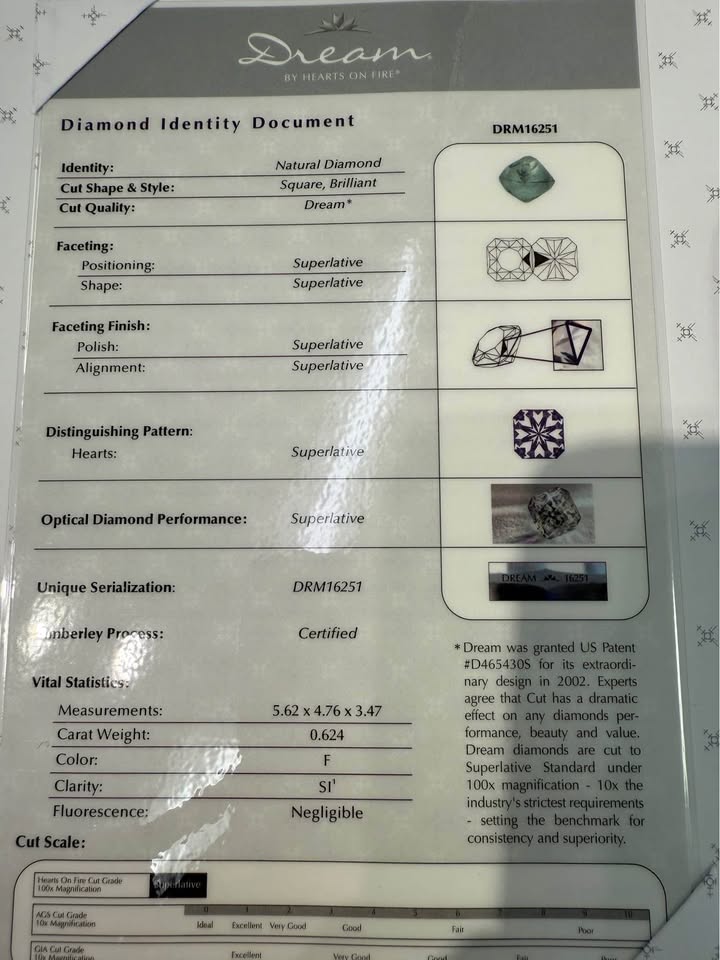 Dream®
BY HEARTS ON FIRE®
Diamond Identity Document
DRM16251
Identity: Natural Diamond
Cut Shape & Style: Square, Brilliant
Cut Quality: Dream*
Faceting:
Positioning: Superlative
Shape: Superlative
Faceting Finish:
Polish: Superlative
Alignment: Superlative
Distinguishing Pattern:
Hearts: Superlative
Optical Diamond Performance: Superlative
Unique Serialization: DRM16251
DREAM 16251
Process: Certified
Vital Statistics:
Measurements: 5.62 x 4.76 x 3.47
Carat Weight: 0.624
Color: F
Clarity: SI¹
Fluorescence: Negligible
*Dream was granted US Patent
#D465430S for its extraordi-
nary design in 2002. Experts
agree that Cut has a dramatic
effect on any diamonds per-
formance, beauty and value.
Dream diamonds are cut to
Superlative Standard under
100x magnification - 10x the
industry's strictest requirements
- setting the benchmark for
consistency and superiority.
Cut Scale:
Hearts On Fire Cut Grade
100x Magnification
Superlative
AGS Cut Grade
10x Magnification
0 1 2 3 4 5 6 7 8 9 10
Ideal Excellent Very Good Good Fair Poor
GIA Cut Grade
10x Magnification
Excellent Very Good Good Fair Poor